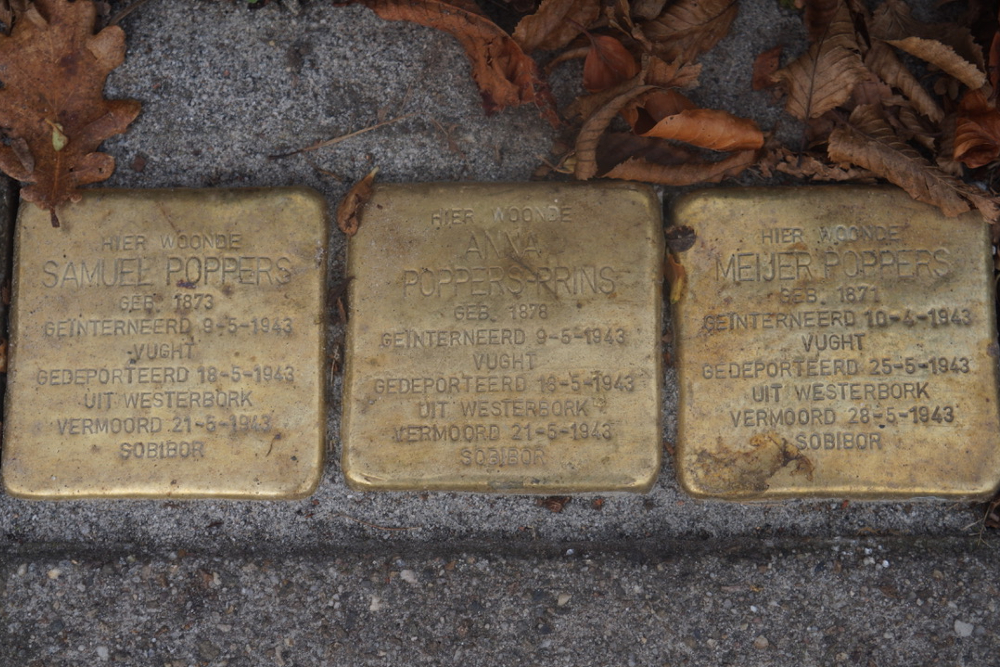 HIER WOONDE
SAMUEL POPPERS
GEB. 1873
GEÏNTERNEERD 9-5-1943
VUGHT
GEDEPORTEERD 18-5-1943
UIT WESTERBORK
VERMOORD 21-5-1943
SOBIBOR
HIER WOONDE
ANNA
POPPERS-PRINS
GEB. 1878
GEÏNTERNEERD 9-5-1943
VUGHT
GEDEPORTEERD 18-5-1943
UIT WESTERBORK
VERMOORD 21-5-1943
SOBIBOR
HIER WOONDE
MEIJER POPPERS
GEB. 1871
GEÏNTERNEERD 10-4-1943
VUGHT
GEDEPORTEERD 25-5-1943
UIT WESTERBORK
VERMOORD 28-5-1943
SOBIBOR